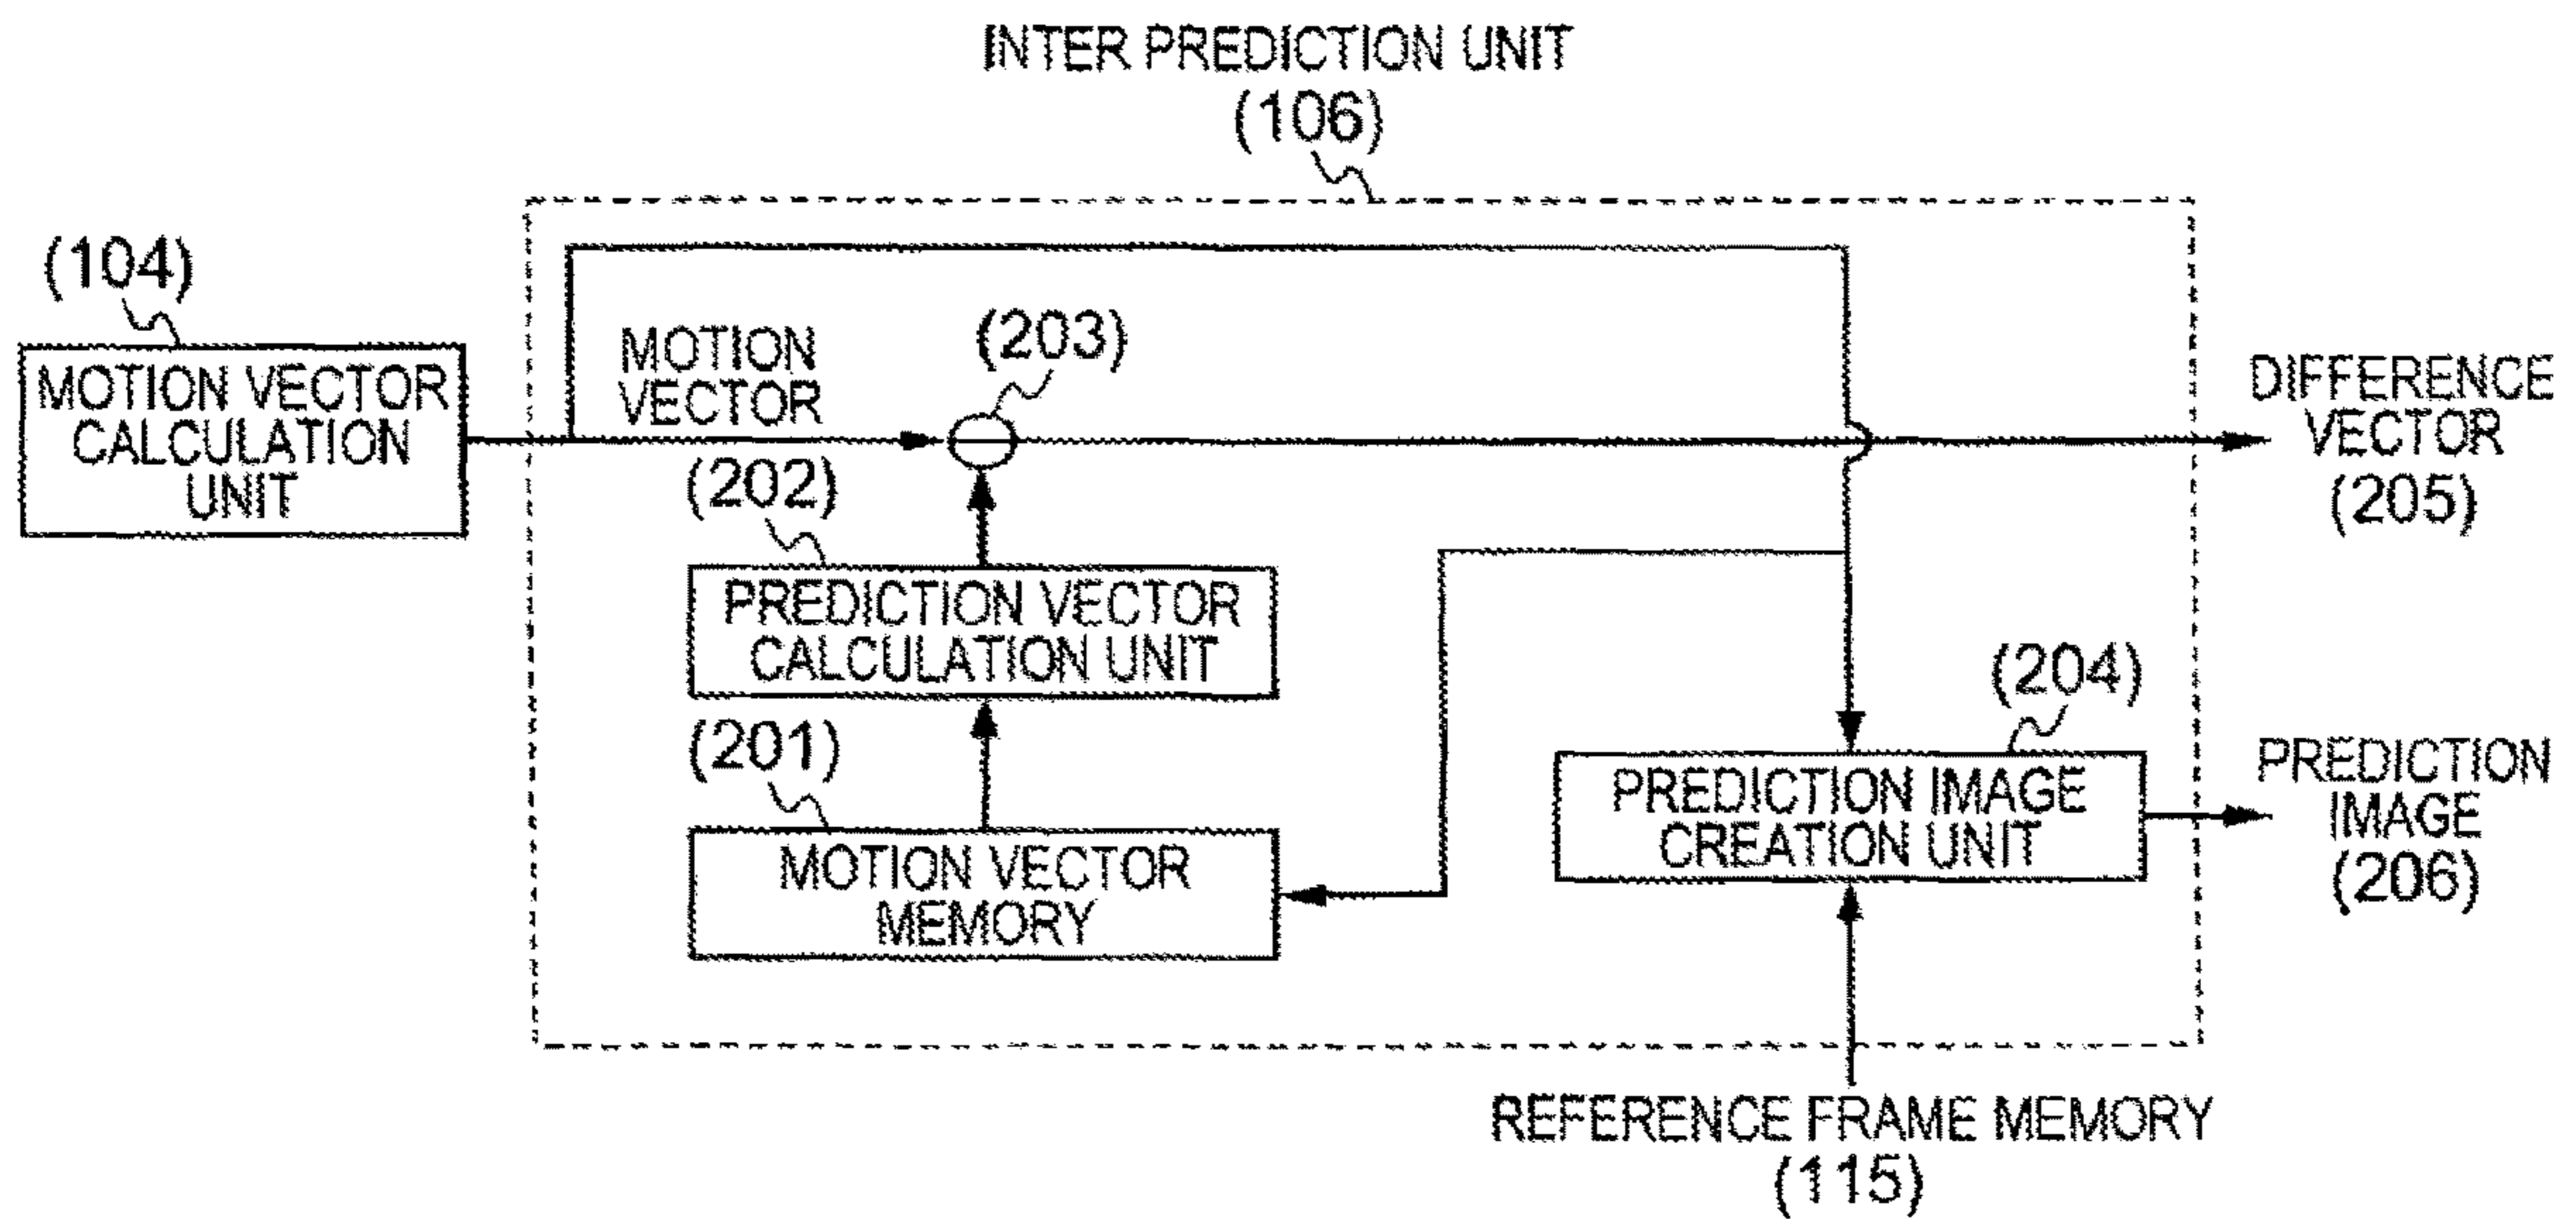 INTER PREDICTION UNIT
(106)
(104)
MOTION VECTOR
CALCULATION
UNIT
MOTION
VECTOR
(203)
DIFFERENCE
VECTOR
(205)
(202)
PREDICTION VECTOR
CALCULATION UNIT
(201)
MOTION VECTOR
MEMORY
(204)
PREDICTION IMAGE
CREATION UNIT
PREDICTION
IMAGE
(206)
REFERENCE FRAME MEMORY
(115)